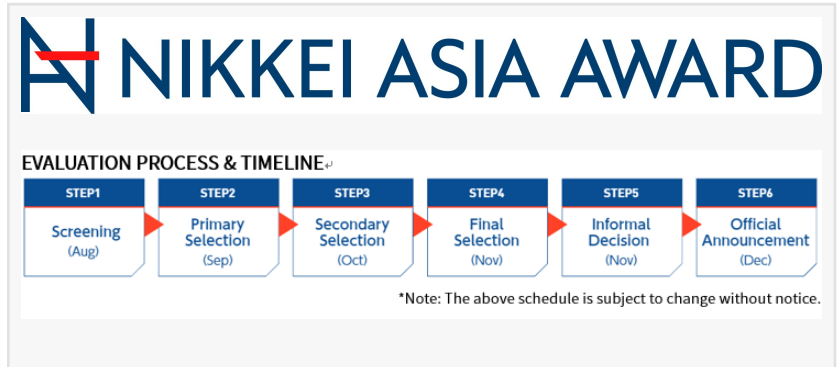 NIKKEI ASIA AWARD
EVALUATION PROCESS & TIMELINE↵
STEP1
Screening
(Aug)
STEP2
Primary
Selection
(Sep)
STEP3
Secondary
Selection
(Oct)
STEP4
Final
Selection
(Nov)
STEP5
Informal
Decision
(Nov)
STEP6
Official
Announcement
(Dec)
*Note: The above schedule is subject to change without notice.